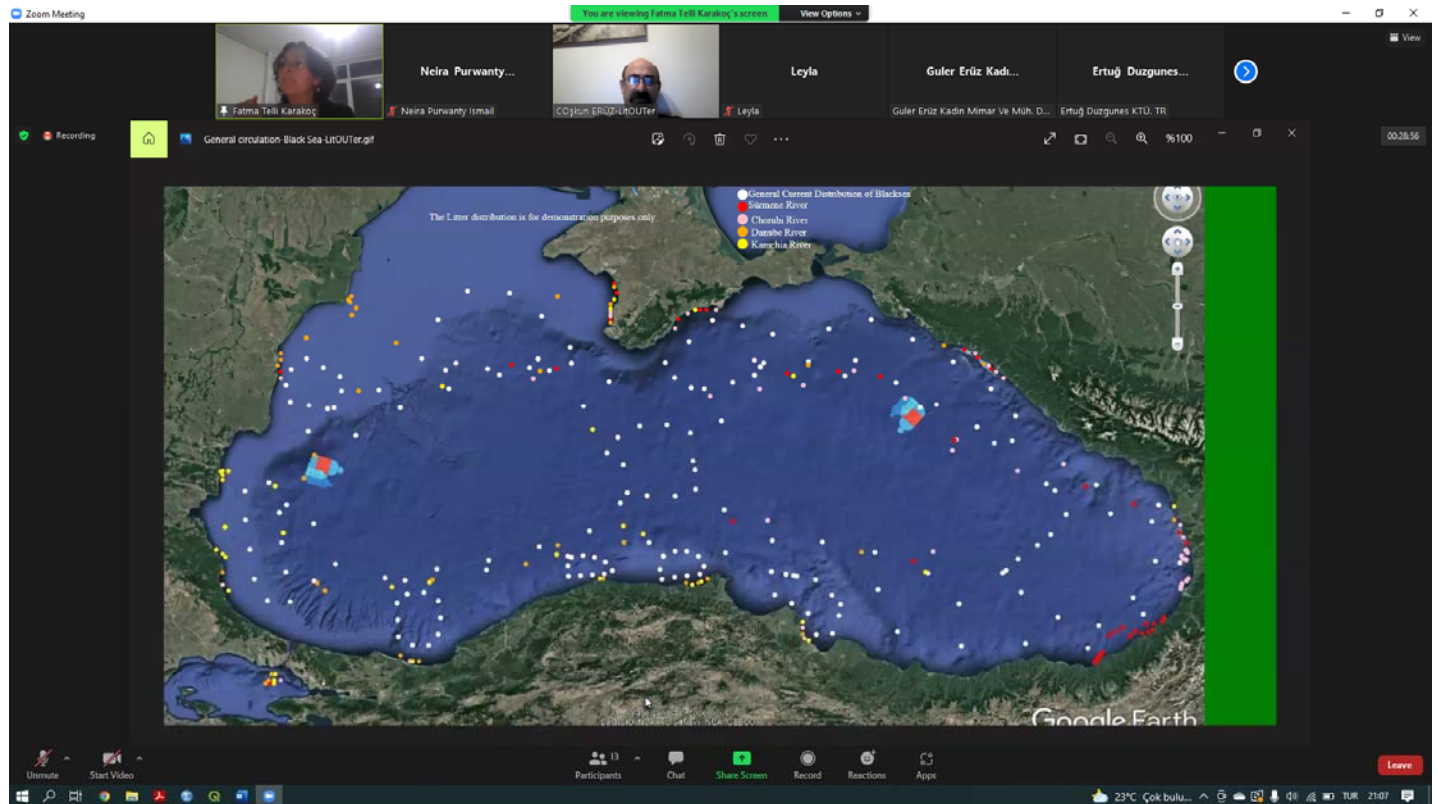 Zoom Meeting
You are viewing Fatma Telli Karakoç's screen
View Options
View
Neira Purwanty...
Leyla
Guler Erüz Kadı...
Ertuğ Duzgunes...
Fatma Telli Karakoç
Neira Purwanty Ismail
COşkun ERÜZ-LitOUTer
Leyla
Guler Erüz Kadın Mimar Ve Müh. D...
Ertuğ Duzgunes KTÜ. TR
Recording
General circulation-Black Sea-LitOUTer.gif
%100
00:28:56
The Litter distribution is for demonstration purposes only
General Current Distribution of Blacksea
Sürmene River
Chorulu River
Danube River
Kamchia River
Google Earth
Unmute
Start Video
13
Participants
Chat
Share Screen
Record
Reactions
Apps
Leave
23°C Çok bulu...
TUR
21:07